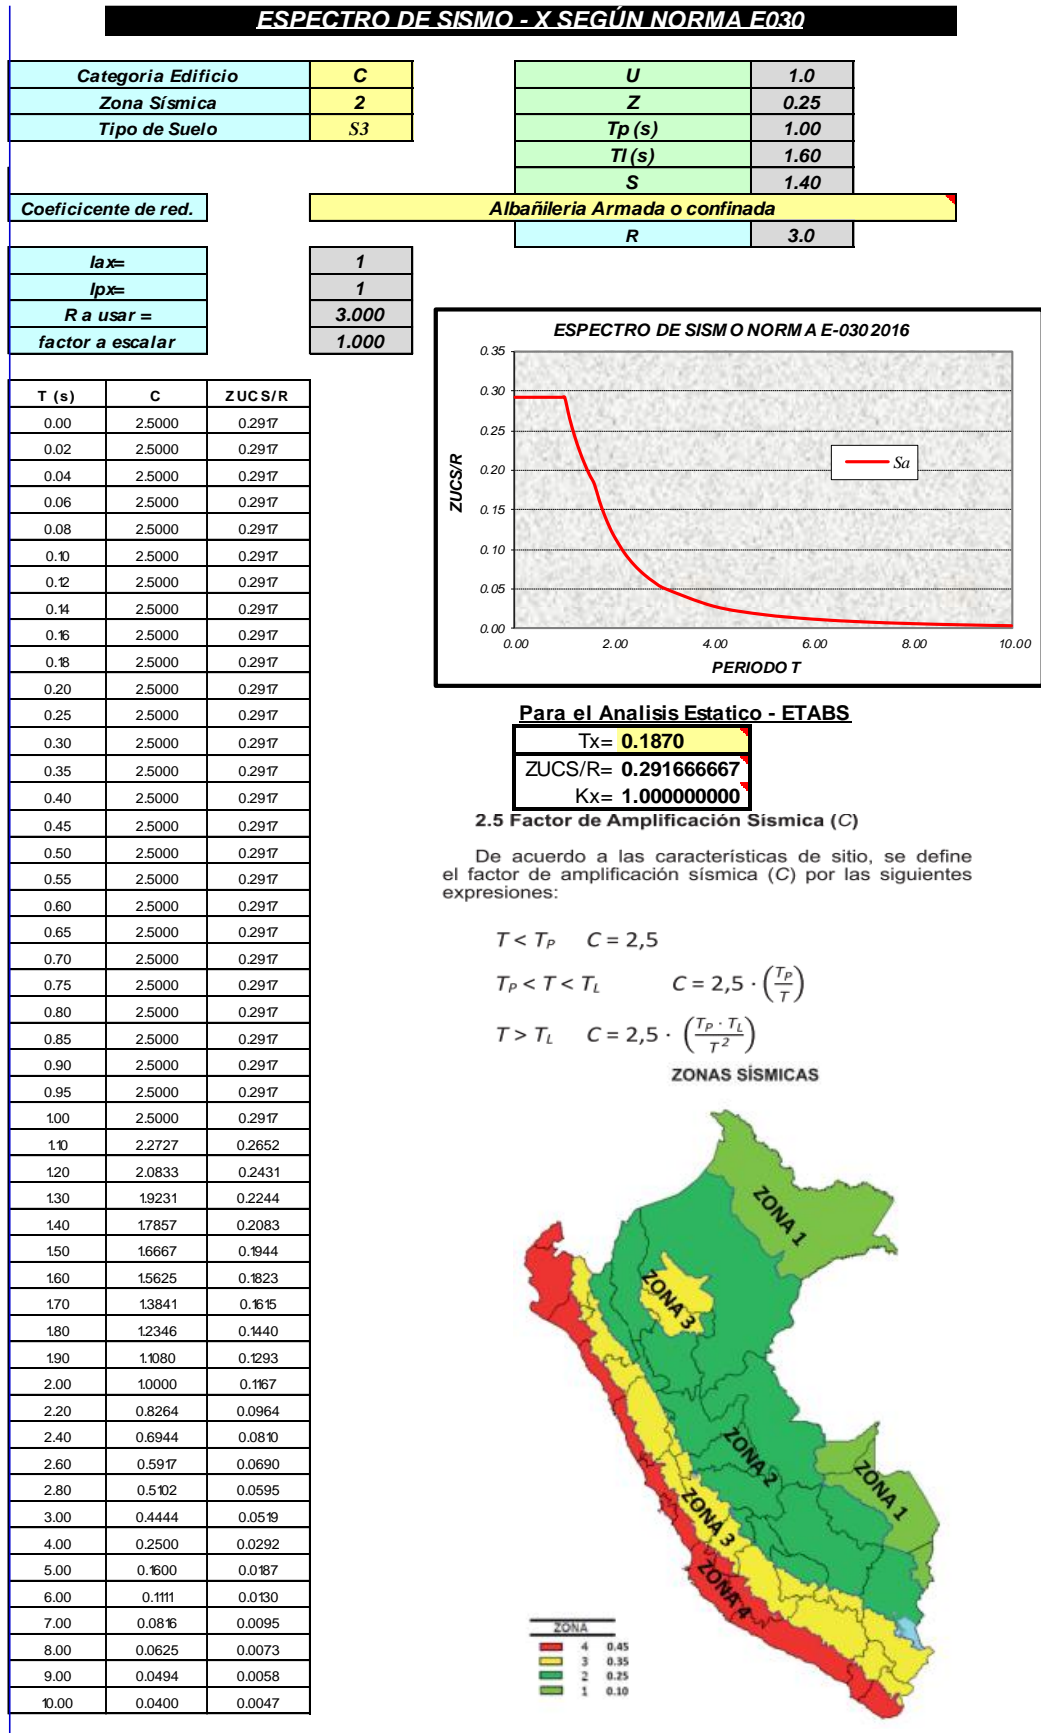 ESPECTRO DE SISMO - X SEGÚN NORMA E030
Categoria Edificio C
Zona Sísmica 2
Tipo de Suelo S3
U 1.0
Z 0.25
Tp (s) 1.00
Tl (s) 1.60
S 1.40
Coeficicente de red. Albañileria Armada o confinada
R 3.0
Iax= 1
Ipx= 1
R a usar = 3.000
factor a escalar 1.000
T (s) C ZUCS/R
0.00 2.5000 0.2917
0.02 2.5000 0.2917
0.04 2.5000 0.2917
0.06 2.5000 0.2917
0.08 2.5000 0.2917
0.10 2.5000 0.2917
0.12 2.5000 0.2917
0.14 2.5000 0.2917
0.16 2.5000 0.2917
0.18 2.5000 0.2917
0.20 2.5000 0.2917
0.25 2.5000 0.2917
0.30 2.5000 0.2917
0.35 2.5000 0.2917
0.40 2.5000 0.2917
0.45 2.5000 0.2917
0.50 2.5000 0.2917
0.55 2.5000 0.2917
0.60 2.5000 0.2917
0.65 2.5000 0.2917
0.70 2.5000 0.2917
0.75 2.5000 0.2917
0.80 2.5000 0.2917
0.85 2.5000 0.2917
0.90 2.5000 0.2917
0.95 2.5000 0.2917
1.00 2.5000 0.2917
1.10 2.2727 0.2652
1.20 2.0833 0.2431
1.30 1.9231 0.2244
1.40 1.7857 0.2083
1.50 1.6667 0.1944
1.60 1.5625 0.1823
1.70 1.3841 0.1615
1.80 1.2346 0.1440
1.90 1.1080 0.1293
2.00 1.0000 0.1167
2.20 0.8264 0.0964
2.40 0.6944 0.0810
2.60 0.5917 0.0690
2.80 0.5102 0.0595
3.00 0.4444 0.0519
4.00 0.2500 0.0292
5.00 0.1600 0.0187
6.00 0.1111 0.0130
7.00 0.0816 0.0095
8.00 0.0625 0.0073
9.00 0.0494 0.0058
10.00 0.0400 0.0047
ESPECTRO DE SISMO NORMA E-030 2016
0.35
0.30
0.25
0.20
0.15
0.10
0.05
0.00
ZUCS/R
Sa
0.00 2.00 4.00 6.00 8.00 10.00
PERIODO T
Para el Analisis Estatico - ETABS
Tx= 0.1870
ZUCS/R= 0.291666667
Kx= 1.000000000
2.5 Factor de Amplificación Sísmica (C)
De acuerdo a las características de sitio, se define
el factor de amplificación sísmica (C) por las siguientes
expresiones:
T < T_P C = 2,5
T_P < T < T_L C = 2,5 · (T_P / T)
T > T_L C = 2,5 · (T_P · T_L / T^2)
ZONAS SÍSMICAS
ZONA 1
ZONA 3
ZONA 2
ZONA 1
ZONA 3
ZONA 4
ZONA
4 0.45
3 0.35
2 0.25
1 0.10